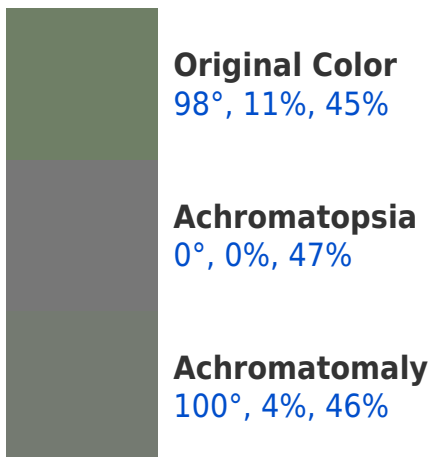 Original Color
98°, 11%, 45%
Achromatopsia
0°, 0%, 47%
Achromatomaly
100°, 4%, 46%